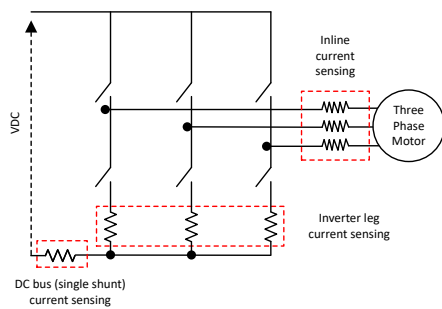 Inline
current
sensing
Three
Phase
Motor
VDC
Inverter leg
current sensing
DC bus (single shunt)
current sensing